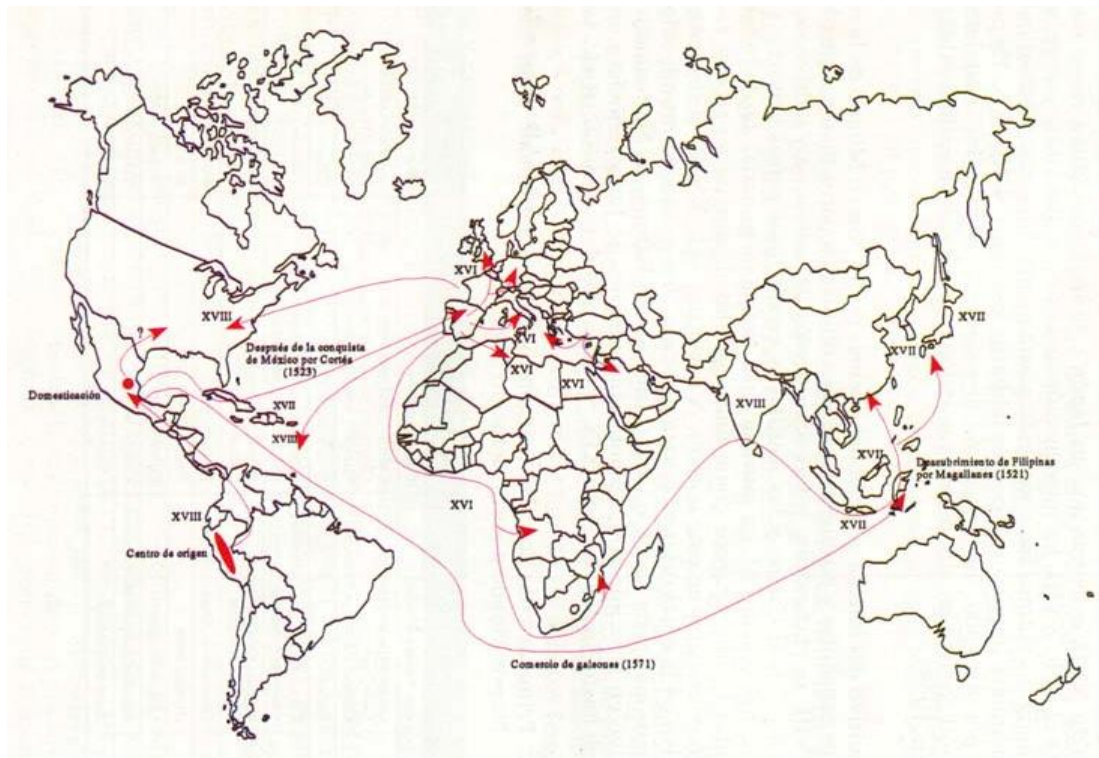 XVI
XVIII
?
XVII
Después de la conquista
de México por Cortés
(1523)
XVI
XVII
XVI
XVI
Domesticación
XVIII
XVII
XVIII
XVII
Descubrimiento de Filipinas
por Magallanes (1521)
XVI
XVIII
XVII
Centro de origen
Comercio de galeones (1571)